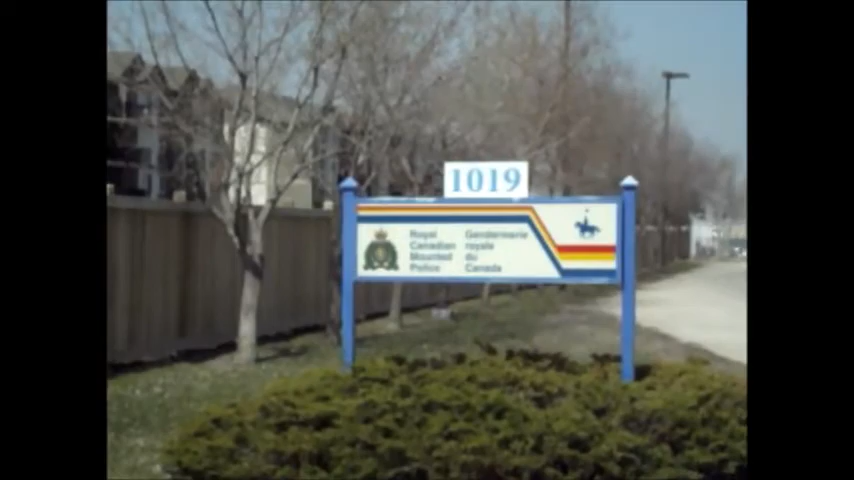 1019
Royal Gendarmerie
Canadian royale
Mounted du
Police Canada